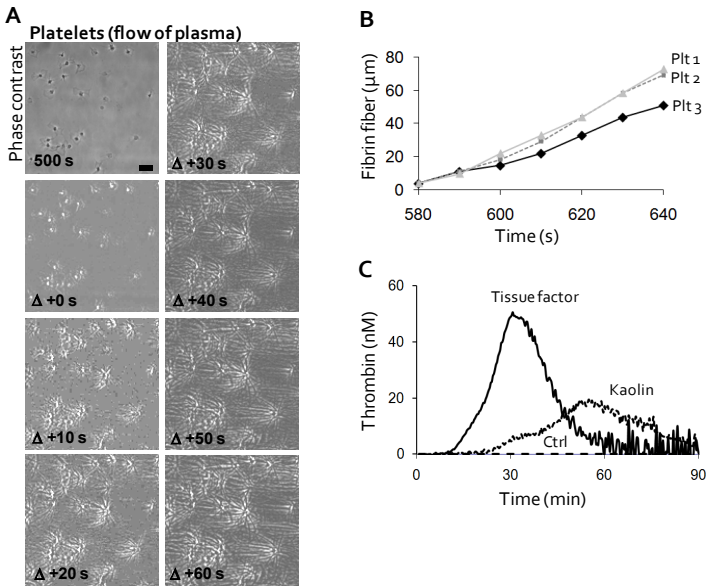 A
Platelets (flow of plasma)
Phase contrast
500 s
Δ +30 s
Δ +0 s
Δ +40 s
Δ +10 s
Δ +50 s
Δ +20 s
Δ +60 s
B
Fibrin fiber (µm)
80
60
40
20
0
580
600
620
640
Time (s)
Plt 1
Plt 2
Plt 3
C
Thrombin (nM)
60
40
20
0
0
30
60
90
Time (min)
Tissue factor
Kaolin
Ctrl